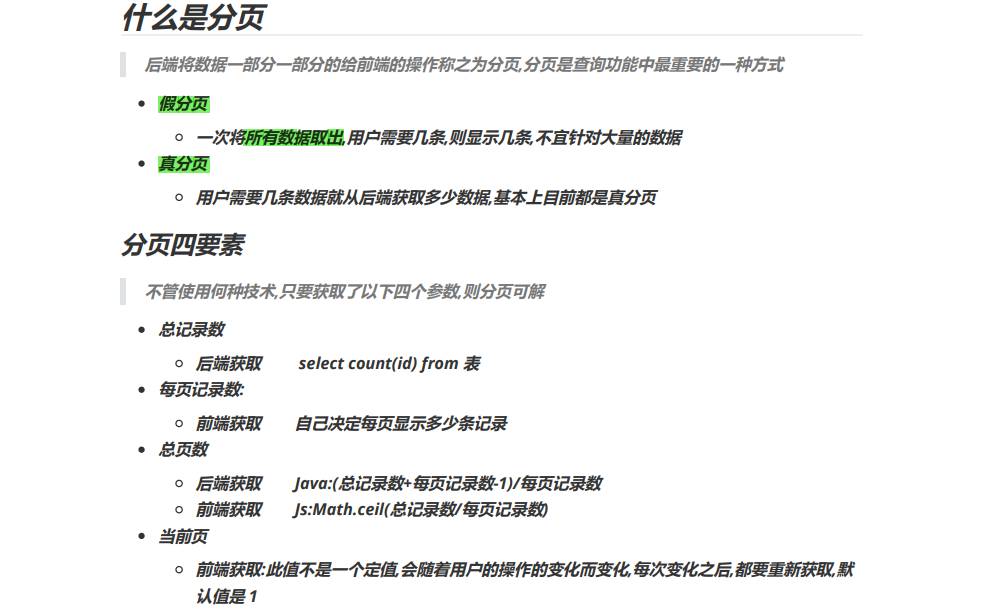 什么是分页
后端将数据一部分一部分的给前端的操作称之为分页,分页是查询功能中最重要的一种方式
假分页
一次将所有数据取出,用户需要几条,则显示几条,不宜针对大量的数据
真分页
用户需要几条数据就从后端获取多少数据,基本上目前都是真分页
分页四要素
不管使用何种技术,只要获取了以下四个参数,则分页可解
总记录数
后端获取 select count(id) from 表
每页记录数:
前端获取 自己决定每页显示多少条记录
总页数
后端获取 Java:(总记录数+每页记录数-1)/每页记录数
前端获取 Js:Math.ceil(总记录数/每页记录数)
当前页
前端获取:此值不是一个定值,会随着用户的操作的变化而变化,每次变化之后,都要重新获取,默
认值是 1